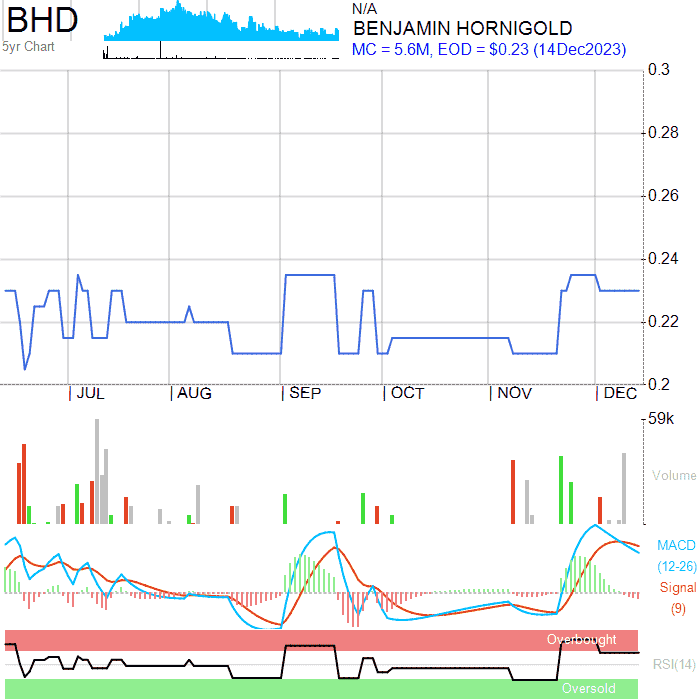 BHD
5yr Chart
N/A
BENJAMIN HORNIGOLD
MC = 5.6M, EOD = $0.23 (14Dec2023)
0.3
0.28
0.26
0.24
0.22
0.2
JUL AUG SEP OCT NOV DEC
59k
Volume
MACD
(12-26)
Signal
(9)
Overbought
RSI(14)
Oversold